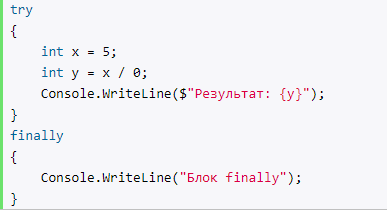 try
{
    int x = 5;
    int y = x / 0;
    Console.WriteLine($"Результат: {y}");
}
finally
{
    Console.WriteLine("Блок finally");
}